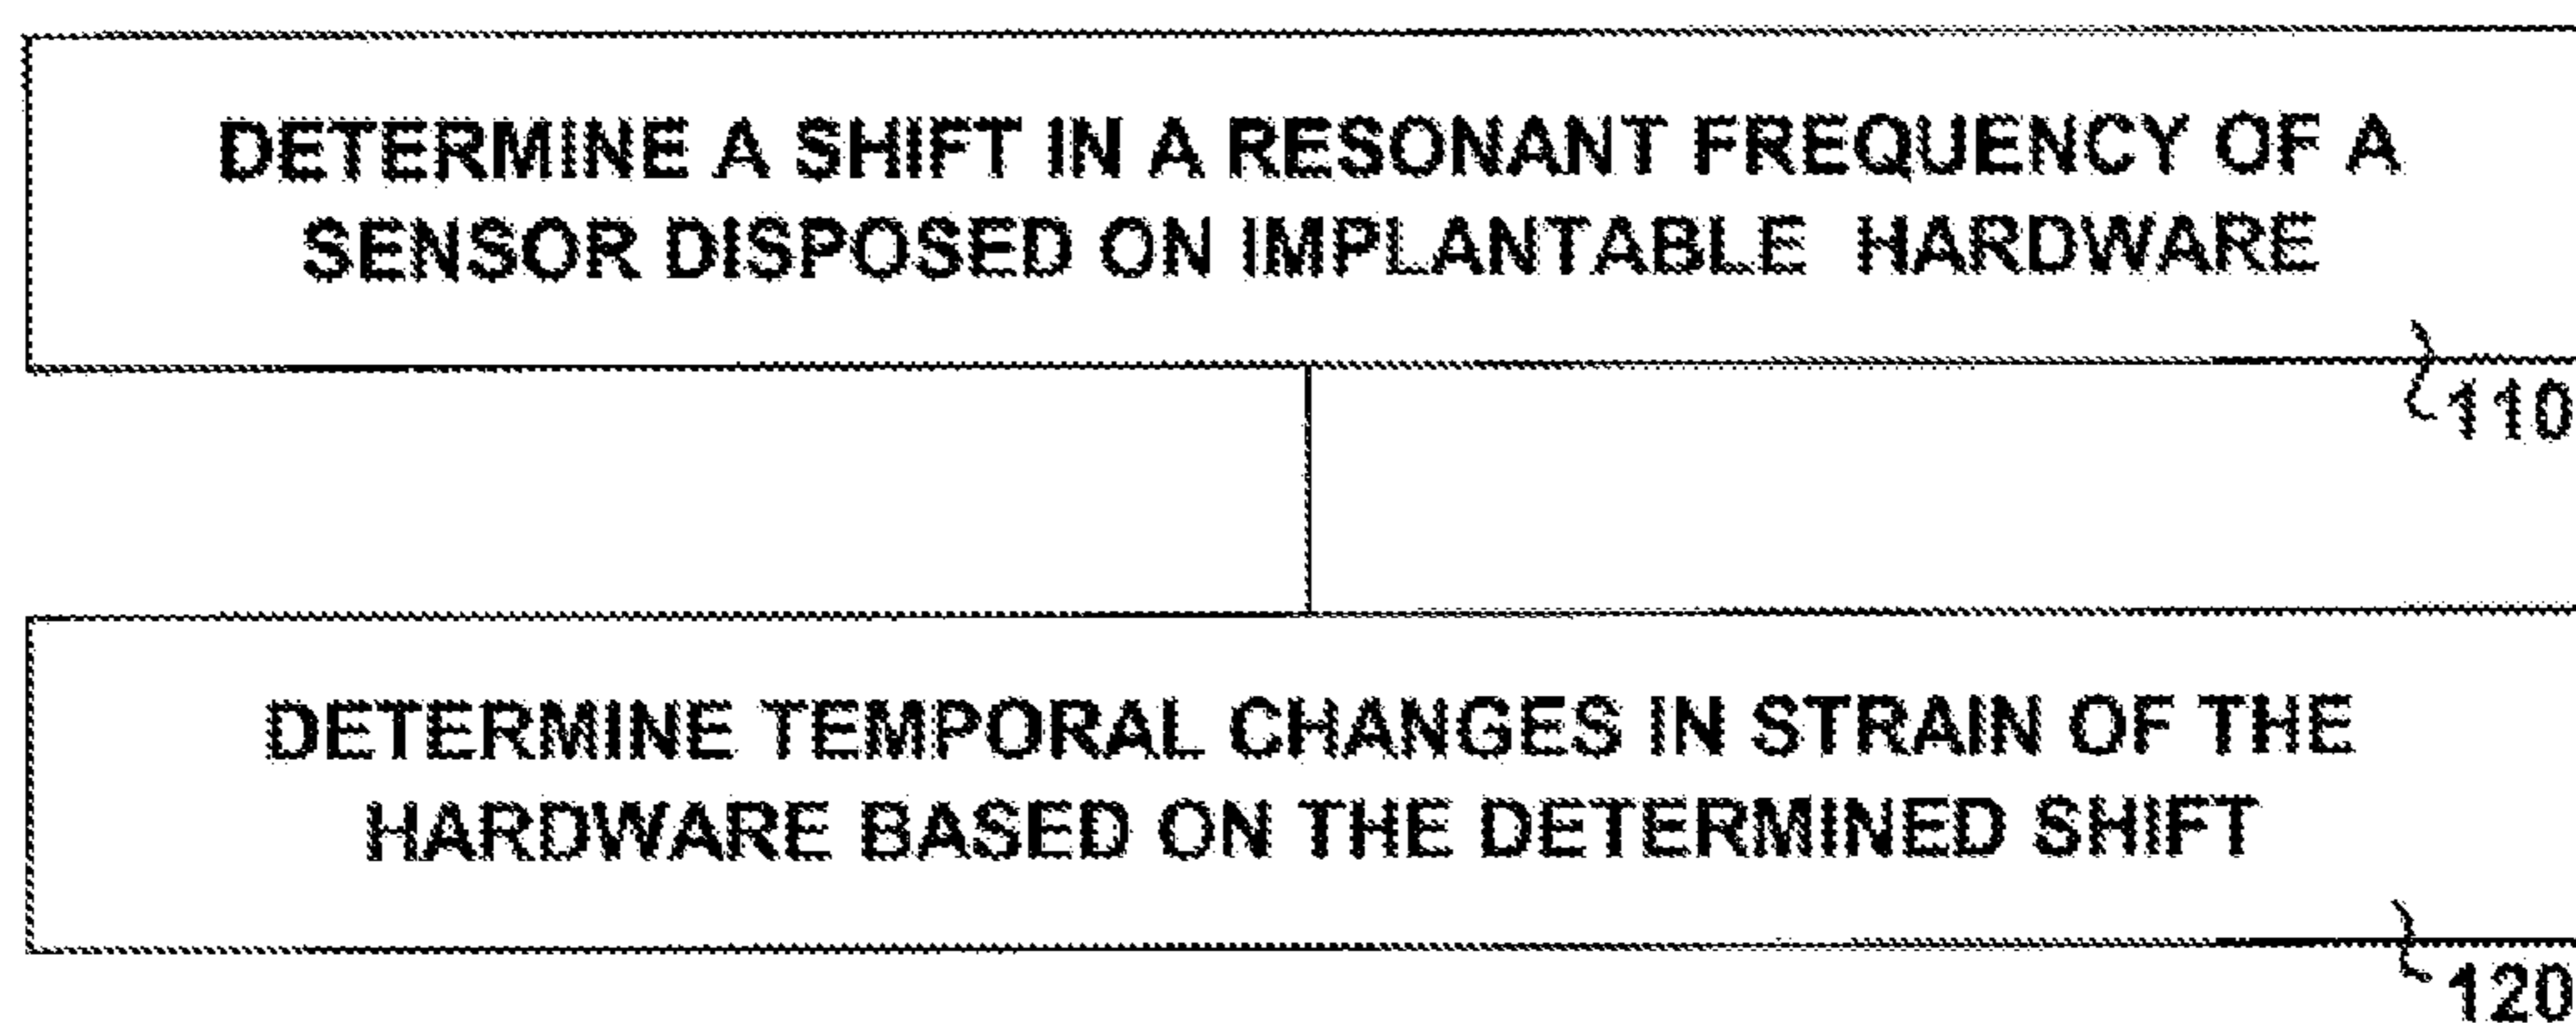 DETERMINE A SHIFT IN A RESONANT FREQUENCY OF A
SENSOR DISPOSED ON IMPLANTABLE HARDWARE
110
DETERMINE TEMPORAL CHANGES IN STRAIN OF THE
HARDWARE BASED ON THE DETERMINED SHIFT
120